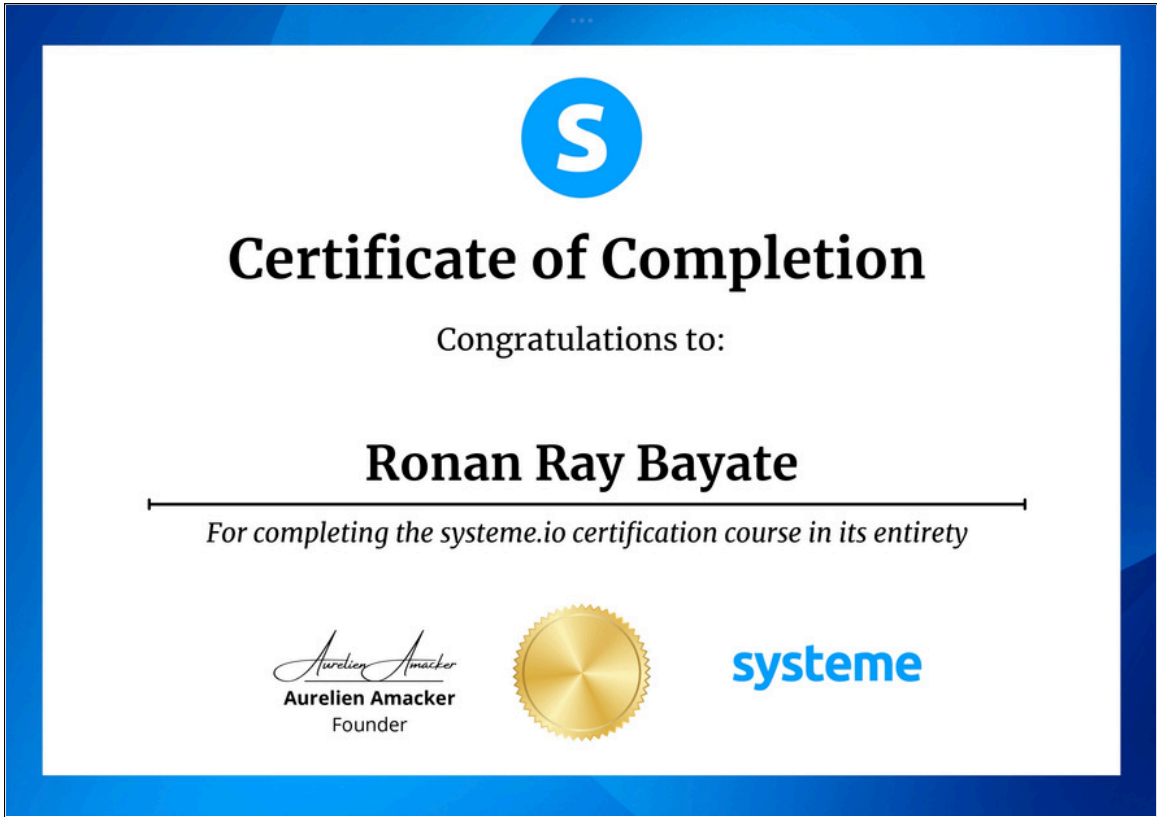 S
Certificate of Completion
Congratulations to:
Ronan Ray Bayate
For completing the systeme.io certification course in its entirety
Aurelien Amacker
Aurelien Amacker
Founder
systeme